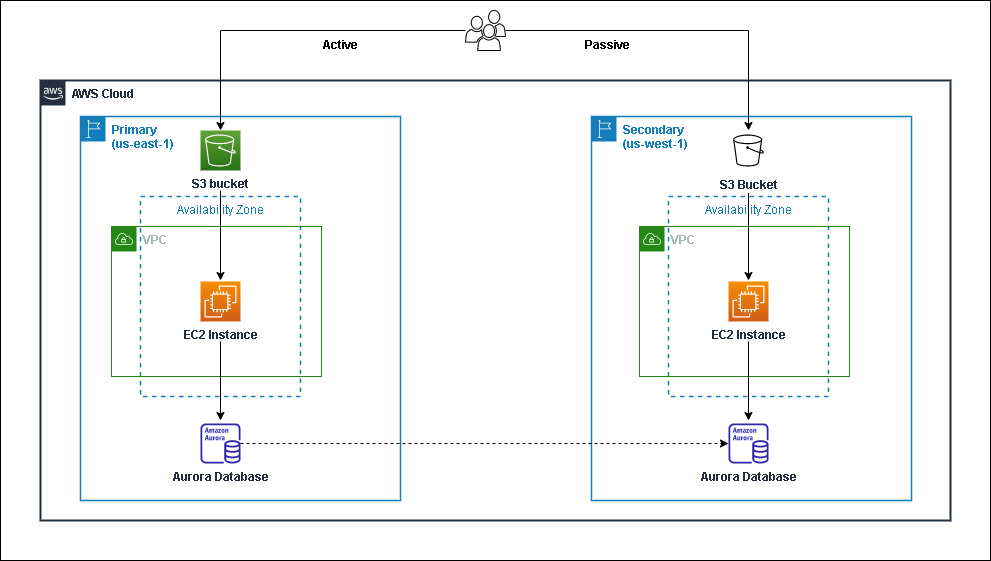 Active
Passive
aws
AWS Cloud
Primary
(us-east-1)
S3 bucket
Availability Zone
VPC
EC2 Instance
Amazon
Aurora
Aurora Database
Secondary
(us-west-1)
S3 Bucket
Availability Zone
VPC
EC2 Instance
Amazon
Aurora
Aurora Database